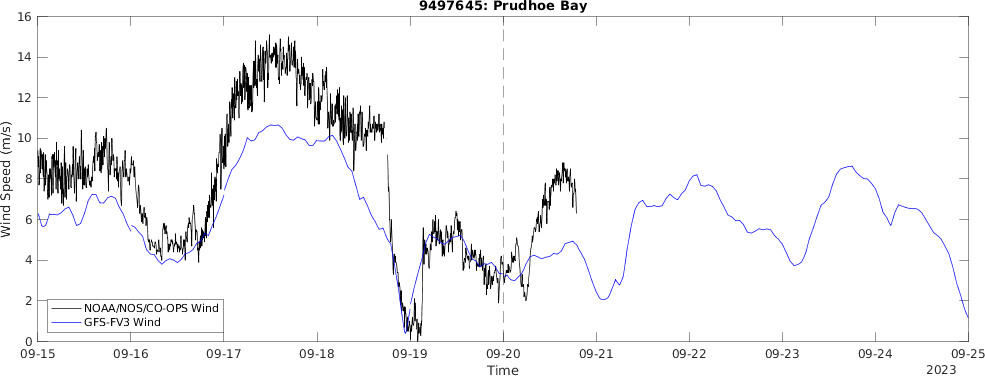 9497645: Prudhoe Bay
Wind Speed (m/s)
16
14
12
10
8
6
4
2
0
NOAA/NOS/CO-OPS Wind
GFS-FV3 Wind
09-15 09-16 09-17 09-18 09-19 09-20 09-21 09-22 09-23 09-24 09-25
Time
2023